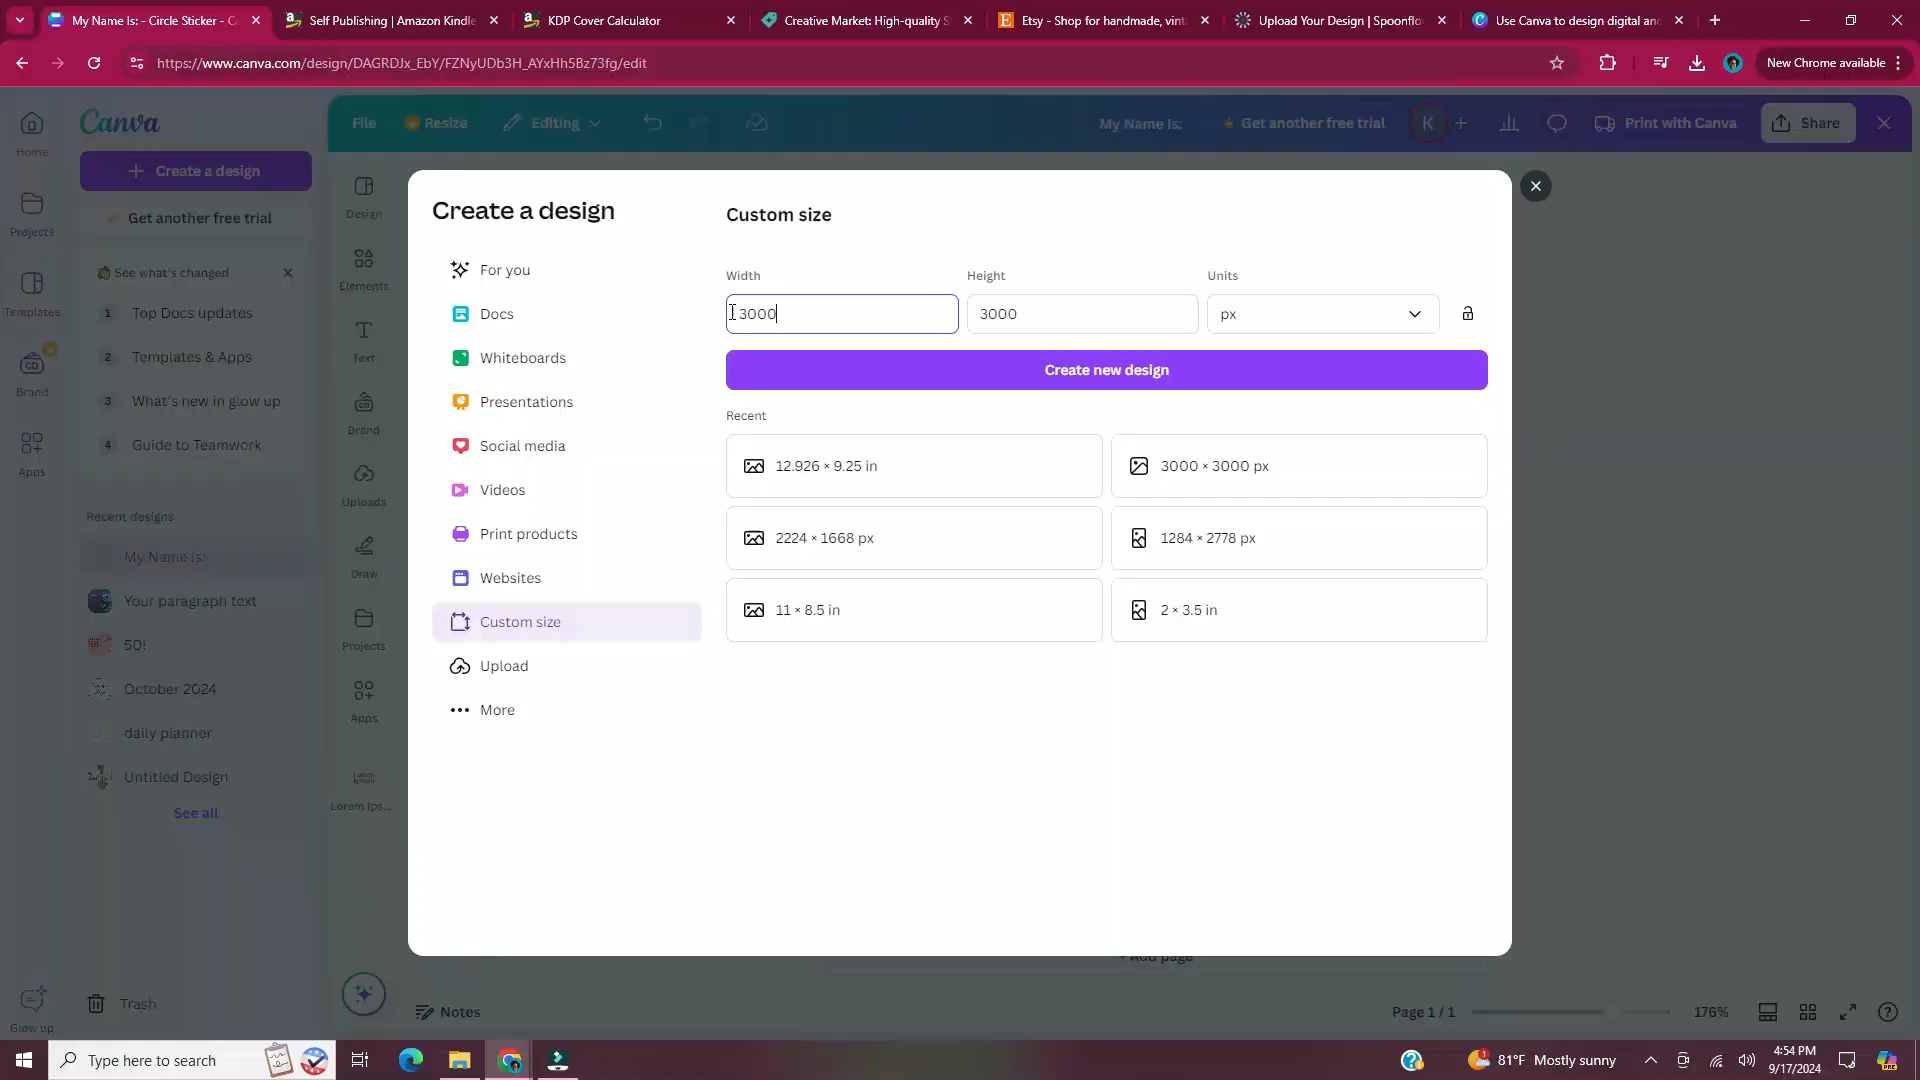 My Name Is: - Circle Sticker - C
Self Publishing | Amazon Kindle
KDP Cover Calculator
Creative Market: High-quality S
Etsy - Shop for handmade, vint
Upload Your Design | Spoonflo
Use Canva to design digital and
https://www.canva.com/design/DAGRDJx_EbY/FZNyUDb3H_AYxHh5Bz73fg/edit
New Chrome available
Home
Projects
Templates
Brand
Apps
Glow up
Canva
Create a design
Get another free trial
See what's changed
1 Top Docs updates
2 Templates & Apps
3 What's new in glow up
4 Guide to Teamwork
Recent designs
My Name Is:
Your paragraph text
50!
October 2024
daily planner
Untitled Design
See all
Trash
File
Resize
Editing
My Name Is:
Get another free trial
K
Print with Canva
Share
Design
Elements
Text
Brand
Uploads
Draw
Projects
Apps
Lorem Ips...
Create a design
For you
Docs
Whiteboards
Presentations
Social media
Videos
Print products
Websites
Custom size
Upload
More
Custom size
Width
Height
Units
3000
3000
px
Create new design
Recent
12.926 × 9.25 in
3000 × 3000 px
2224 × 1668 px
1284 × 2778 px
11 × 8.5 in
2 × 3.5 in
+ Add page
Notes
Page 1 / 1
176%
Type here to search
81°F Mostly sunny
4:54 PM
9/17/2024